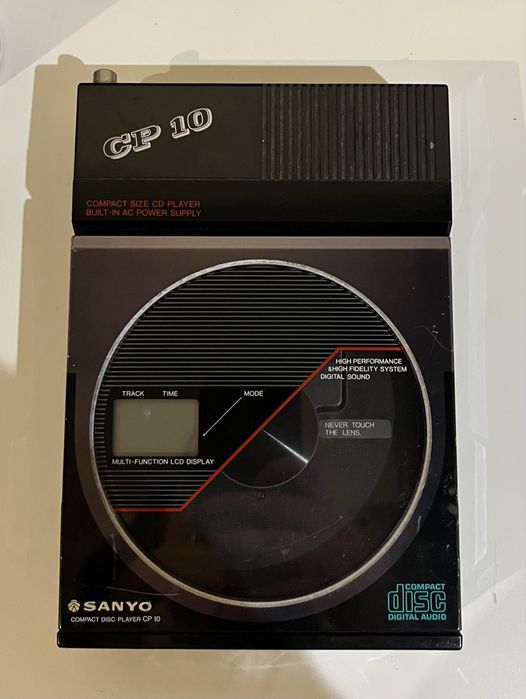 CP 10
COMPACT SIZE CD PLAYER
BUILT-IN AC POWER SUPPLY
HIGH PERFORMANCE
&HIGH FIDELITY SYSTEM
DIGITAL SOUND
TRACK TIME MODE
NEVER TOUCH
THE LENS.
MULTI-FUNCTION LCD DISPLAY
SANYO
COMPACT DISC PLAYER CP 10
COMPACT
disc
DIGITAL AUDIO